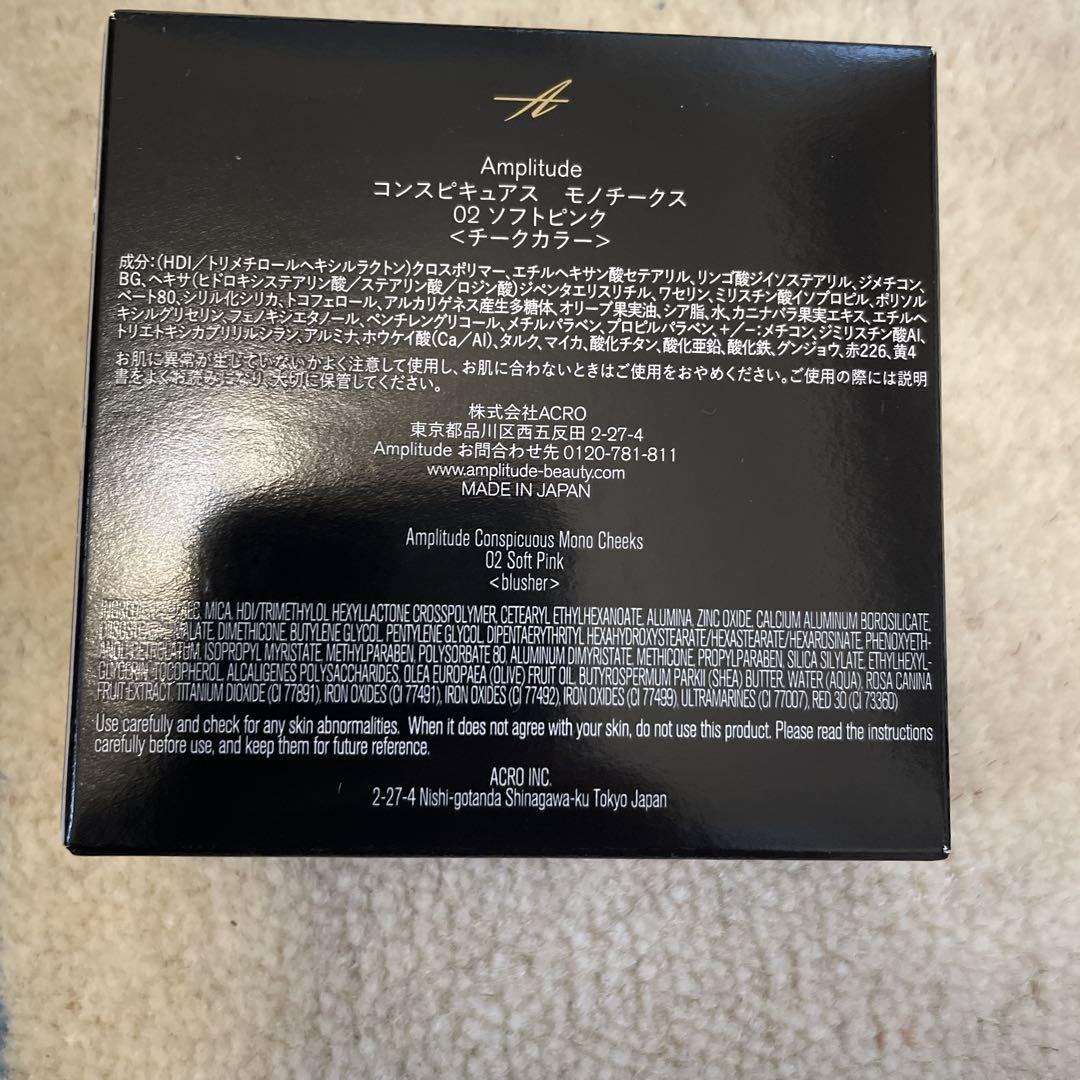 Amplitude
コンスピキュアス モノチークス
02 ソフトピンク
<チークカラー>
成分:(HDI/トリメチロールヘキシルラクトン)クロスポリマー、エチルヘキサン酸セテアリル、リンゴ酸ジイソステアリル、ジメチコン、
BG、ヘキサ(ヒドロキシステアリン酸/ステアリン酸/ロジン酸)ジペンタエリスリチル、ワセリン、ミリスチン酸イソプロピル、ポリソル
ベート80、シリル化シリカ、トコフェロール、アルカリゲネス産生多糖体、オリーブ果実油、シア脂、水、カニナバラ果実エキス、エチルヘ
キシルグリセリン、フェノキシエタノール、ペンチレングリコール、メチルパラベン、プロピルパラベン、+/-:メチコン、ジミリスチン酸Al、
トリエトキシカプリリルシラン、アルミナ、ホウケイ酸(Ca/Al)、タルク、マイカ、酸化チタン、酸化亜鉛、酸化鉄、グンジョウ、赤226、黄4
お肌に異常が生じていないかよく注意して使用し、お肌に合わないときはご使用をおやめください。ご使用の際には説明
書をよくお読みになり、大切に保管してください。
株式会社ACRO
東京都品川区西五反田 2-27-4
Amplitude お問合わせ先 0120-781-811
www.amplitude-beauty.com
MADE IN JAPAN
Amplitude Conspicuous Mono Cheeks
02 Soft Pink
<blusher>
MICA, HDI/TRIMETHYLOL HEXYLLACTONE CROSSPOLYMER, CETEARYL ETHYLHEXANOATE, ALUMINA, ZINC OXIDE, CALCIUM ALUMINUM BOROSILICATE,
DIMETHICONE, BUTYLENE GLYCOL, PENTYLENE GLYCOL, DIPENTAERYTHRITYL HEXAHYDROXYSTEARATE/HEXASTEARATE/HEXAROSINATE, PHENOXYETH-
ISOPROPYL MYRISTATE, METHYLPARABEN, POLYSORBATE 80, ALUMINUM DIMYRISTATE, METHICONE, PROPYLPARABEN, SILICA SILYLATE, ETHYLHEXYL-
GLYCERIN, TOCOPHEROL, ALCALIGENES POLYSACCHARIDES, OLEA EUROPAEA (OLIVE) FRUIT OIL, BUTYROSPERMUM PARKII (SHEA) BUTTER, WATER (AQUA), ROSA CANINA
FRUIT EXTRACT, TITANIUM DIOXIDE (CI 77891), IRON OXIDES (CI 77491), IRON OXIDES (CI 77492), IRON OXIDES (CI 77499), ULTRAMARINES (CI 77007), RED 30 (CI 73360)
Use carefully and check for any skin abnormalities. When it does not agree with your skin, do not use this product. Please read the instructions
carefully before use, and keep them for future reference.
ACRO INC.
2-27-4 Nishi-gotanda Shinagawa-ku Tokyo Japan